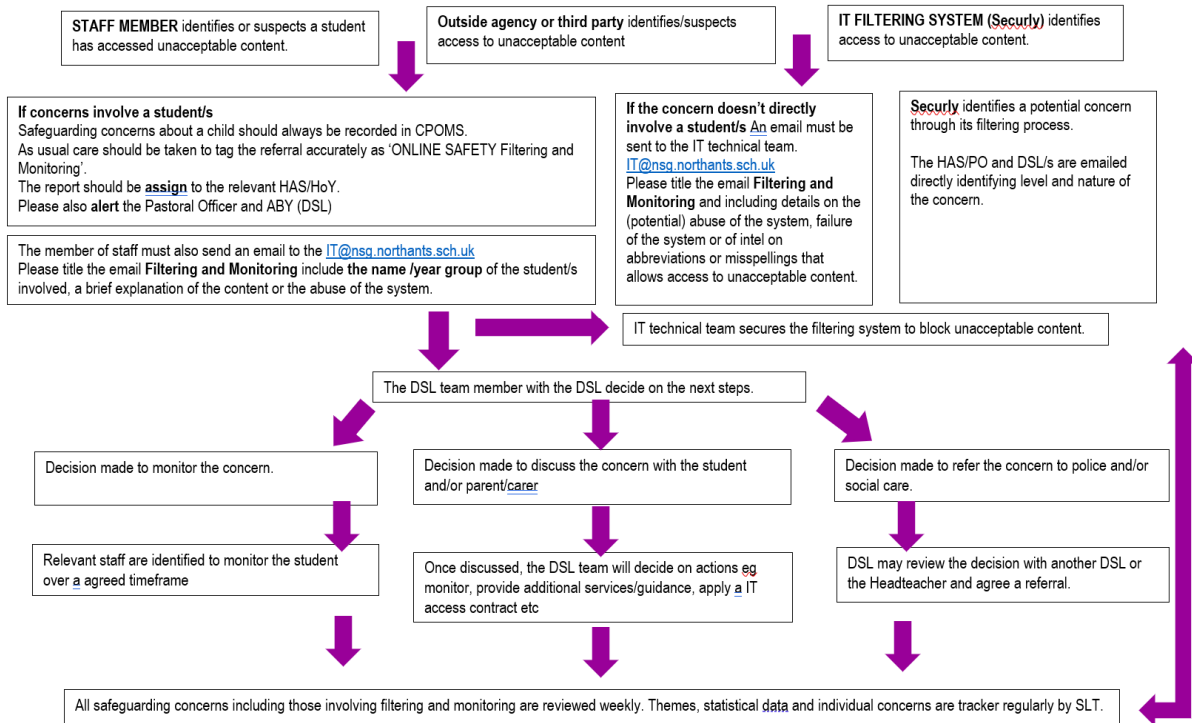 STAFF MEMBER identifies or suspects a student
has accessed unacceptable content.
Outside agency or third party identifies/suspects
access to unacceptable content
IT FILTERING SYSTEM (Securly) identifies
access to unacceptable content.
If concerns involve a student/s
Safeguarding concerns about a child should always be recorded in CPOMS.
As usual care should be taken to tag the referral accurately as ‘ONLINE SAFETY Filtering and
Monitoring’.
The report should be assign to the relevant HAS/HoY.
Please also alert the Pastoral Officer and ABY (DSL)
The member of staff must also send an email to the IT@nsg.northants.sch.uk
Please title the email Filtering and Monitoring include the name /year group of the student/s
involved, a brief explanation of the content or the abuse of the system.
If the concern doesn’t directly
involve a student/s An email must be
sent to the IT technical team.
IT@nsg.northants.sch.uk
Please title the email Filtering and
Monitoring and including details on the
(potential) abuse of the system, failure
of the system or of intel on
abbreviations or misspellings that
allows access to unacceptable content.
Securly identifies a potential concern
through its filtering process.
The HAS/PO and DSL/s are emailed
directly identifying level and nature of
the concern.
IT technical team secures the filtering system to block unacceptable content.
The DSL team member with the DSL decide on the next steps.
Decision made to monitor the concern.
Decision made to discuss the concern with the student
and/or parent/carer
Decision made to refer the concern to police and/or
social care.
Relevant staff are identified to monitor the student
over a agreed timeframe
Once discussed, the DSL team will decide on actions eg
monitor, provide additional services/guidance, apply a IT
access contract etc
DSL may review the decision with another DSL or
the Headteacher and agree a referral.
All safeguarding concerns including those involving filtering and monitoring are reviewed weekly. Themes, statistical data and individual concerns are tracker regularly by SLT.